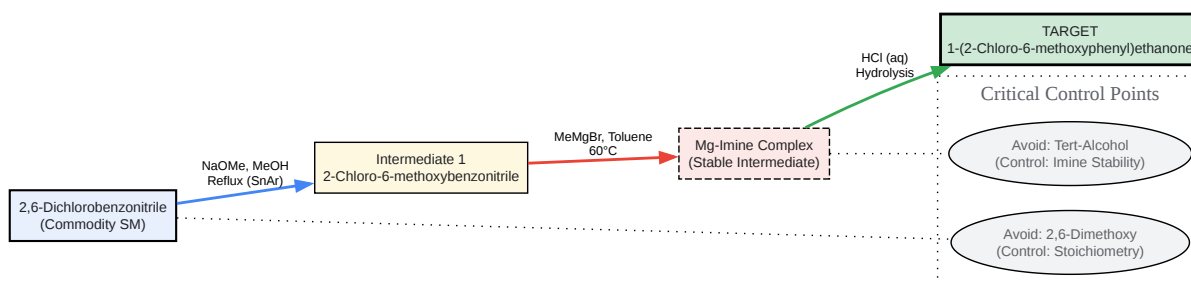 TARGET
1-(2-Chloro-6-methoxyphenyl)ethanone
HCl (aq)
Hydrolysis
Critical Control Points
MeMgBr, Toluene
60°C
Mg-Imine Complex
(Stable Intermediate)
Avoid: Tert-Alcohol
(Control: Imine Stability)
NaOMe, MeOH
Reflux (SnAr)
Intermediate 1
2-Chloro-6-methoxybenzonitrile
2,6-Dichlorobenzonitrile
(Commodity SM)
Avoid: 2,6-Dimethoxy
(Control: Stoichiometry)